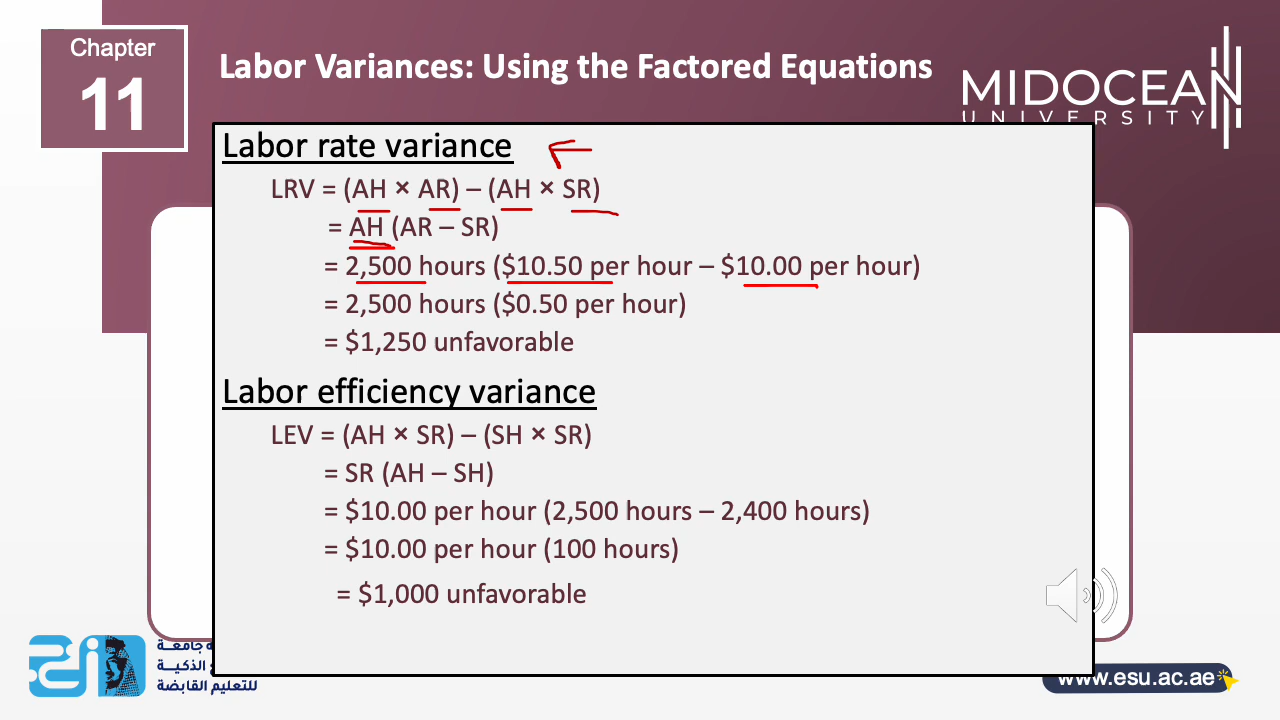 Chapter
11
Labor Variances: Using the Factored Equations
MIDOCEAN
UNIVERSITY
Labor rate variance
LRV = (AH × AR) – (AH × SR)
= AH (AR – SR)
= 2,500 hours ($10.50 per hour – $10.00 per hour)
= 2,500 hours ($0.50 per hour)
= $1,250 unfavorable
Labor efficiency variance
LEV = (AH × SR) – (SH × SR)
= SR (AH – SH)
= $10.00 per hour (2,500 hours – 2,400 hours)
= $10.00 per hour (100 hours)
= $1,000 unfavorable
جامعة
الذكية
للتعليم القابضة
www.esu.ac.ae